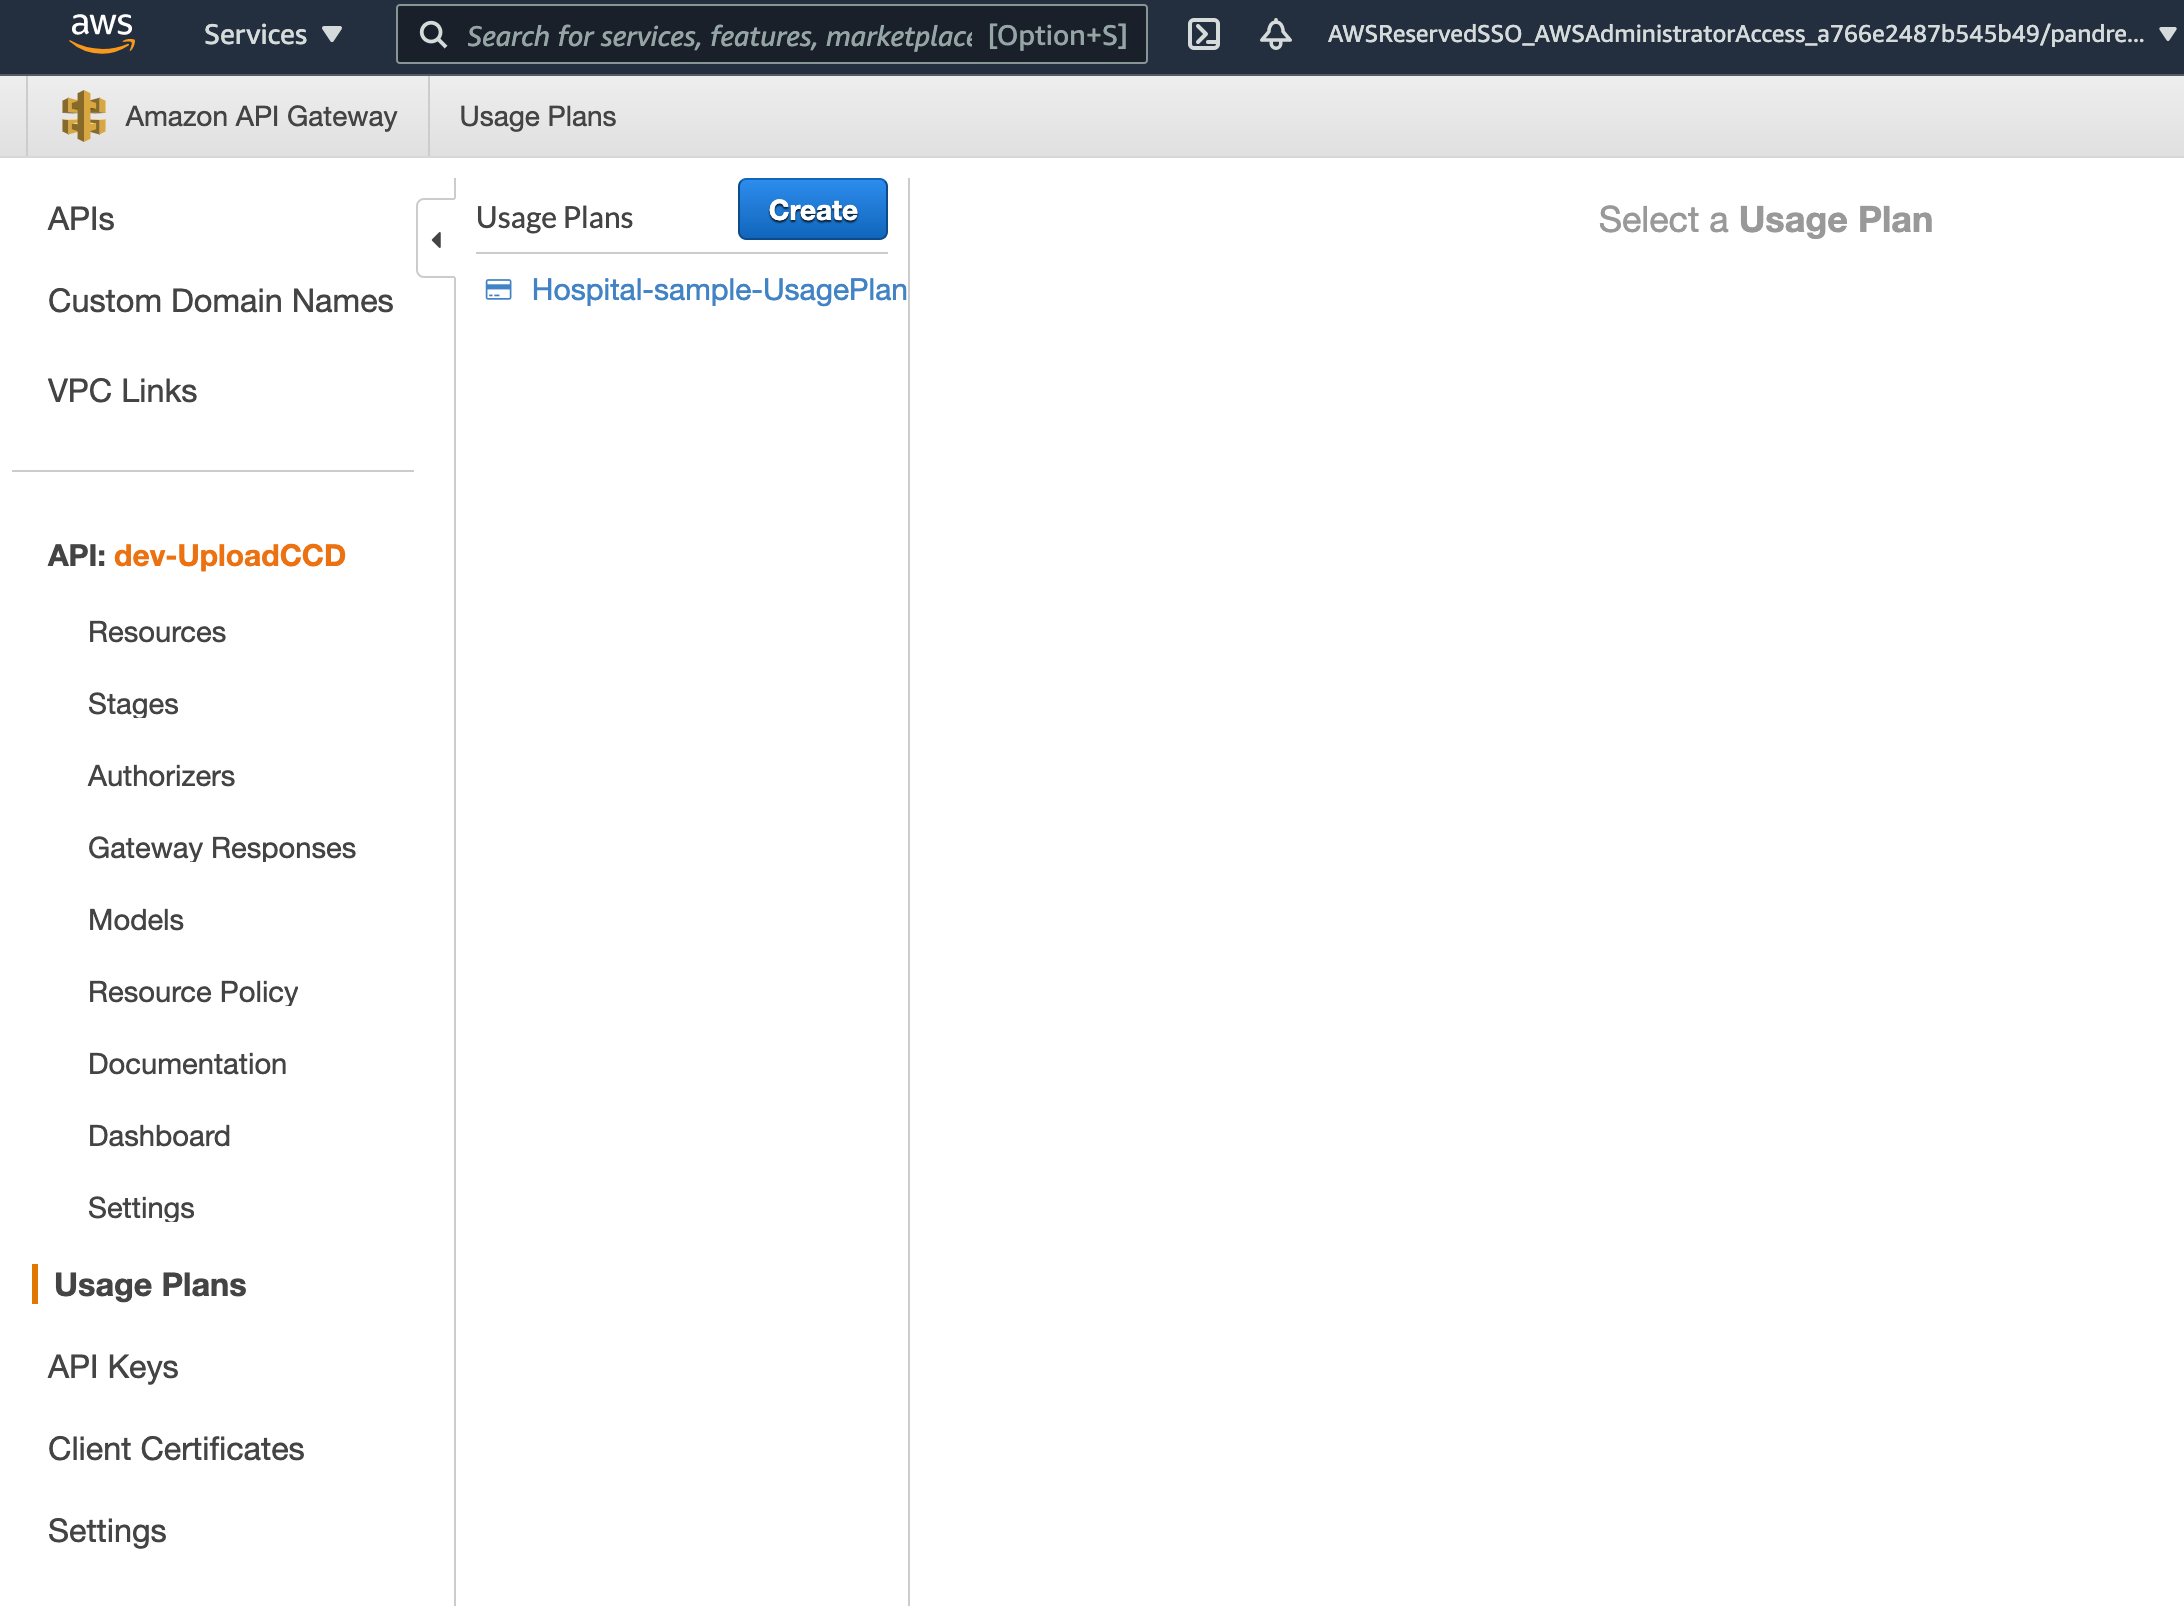 aws Services Search for services, features, marketplace [Option+S] AWSReservedSSO_AWSAdministratorAccess_a766e2487b545b49/pandre...
Amazon API Gateway Usage Plans
APIs
Custom Domain Names
VPC Links
API: dev-UploadCCD
Resources
Stages
Authorizers
Gateway Responses
Models
Resource Policy
Documentation
Dashboard
Settings
Usage Plans
API Keys
Client Certificates
Settings
Usage Plans Create
Hospital-sample-UsagePlan
Select a Usage Plan